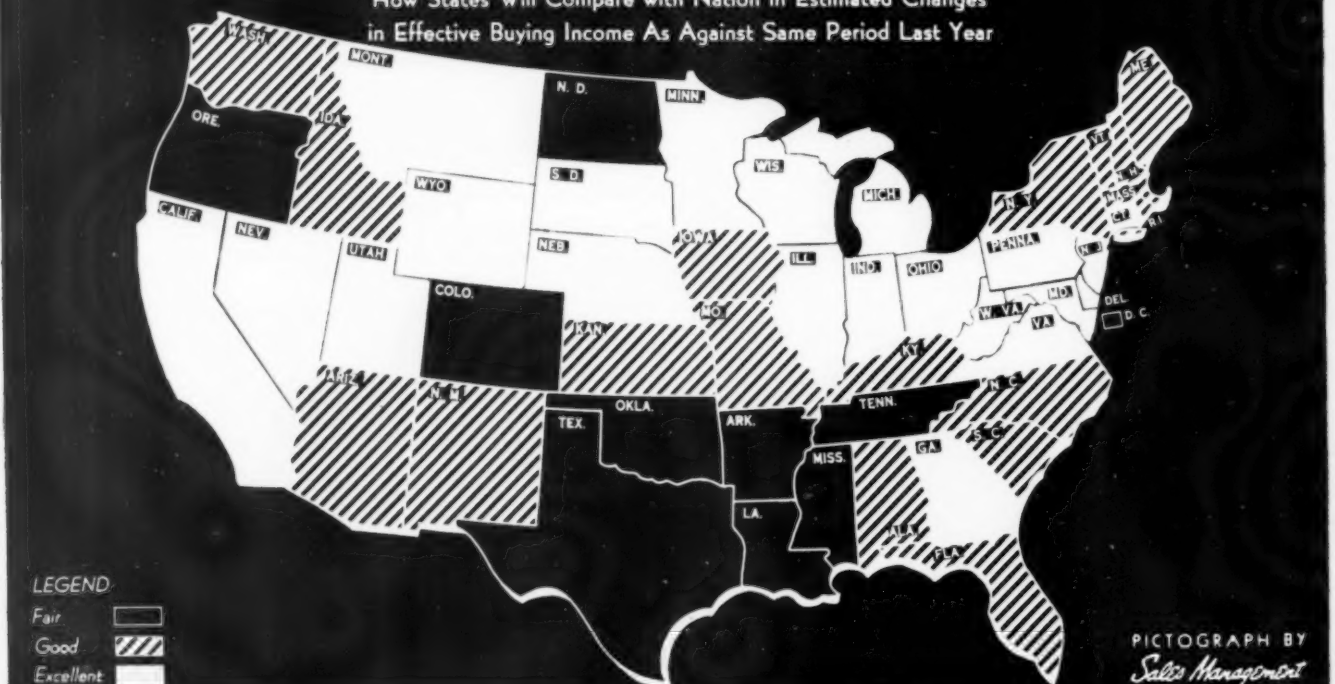 How States Will Compare with Nation in Estimated Changes
in Effective Buying Income As Against Same Period Last Year
WASH.
MONT.
N. D.
MINN.
ME.
ORE.
IDA.
VT.
N. H.
S. D.
WIS.
WYO.
MICH.
N. Y.
MASS.
CT.
R.I.
CALIF.
NEV.
UTAH
NEB.
IOWA
ILL.
IND.
OHIO
PENNA.
N. J.
COLO.
MO.
W. VA.
MD.
DEL.
VA.
D. C.
KAN.
KY.
ARIZ.
N. M.
OKLA.
TENN.
N. C.
TEX.
ARK.
S. C.
MISS.
GA.
LA.
ALA.
FLA.
LEGEND
Fair
Good
Excellent
PICTOGRAPH BY
Sales Management